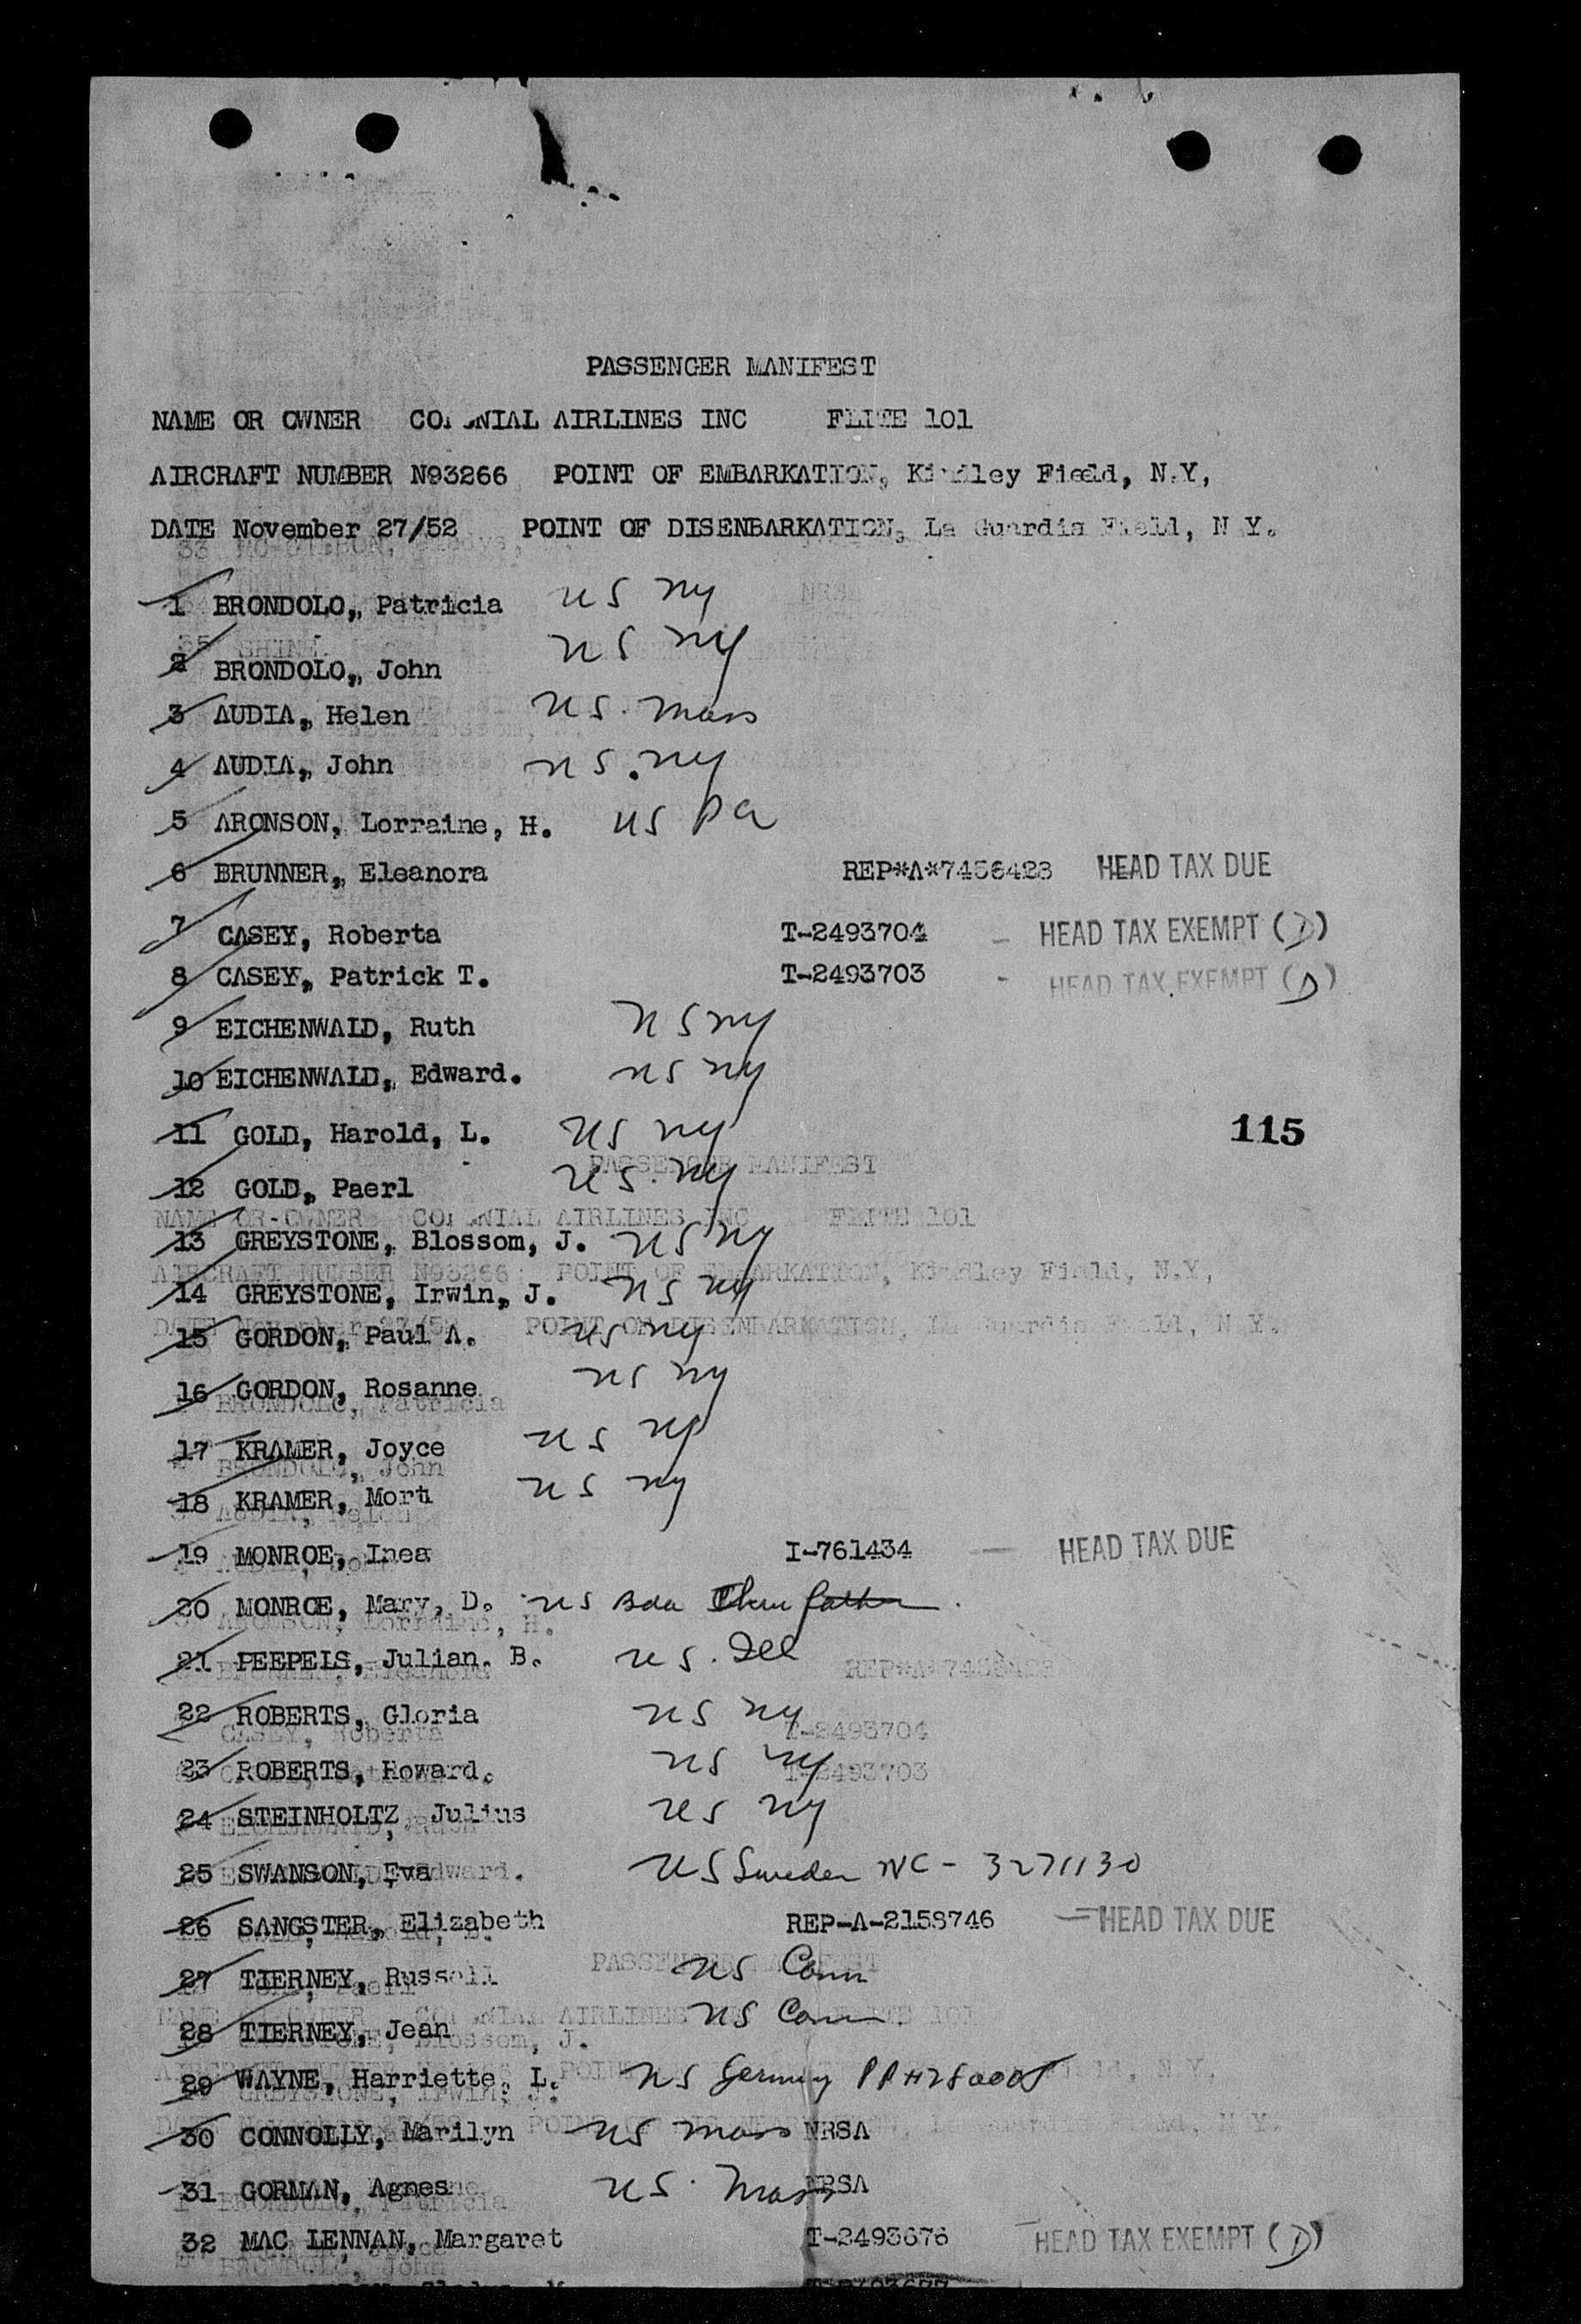 PASSENGER MANIFEST
NAME OR OWNER COLONIAL AIRLINES INC FLITE 101
AIRCRAFT NUMBER N93266 POINT OF EMBARKATION, Kindley Field, N.Y,
DATE November 27/52 POINT OF DISENBARKATION, La Guardia Field, N Y.
1 BRONDOLO, Patricia US NY
2 BRONDOLO, John US NY
3 AUDIA, Helen US. Mass
4 AUDIA, John US. NY
5 ARONSON, Lorraine, H. US Pa
6 BRUNNER, Eleanora REP*A*7456423 HEAD TAX DUE
7 CASEY, Roberta T-2493704 - HEAD TAX EXEMPT (D)
8 CASEY, Patrick T. T-2493703 - HEAD TAX EXEMPT (D)
9 EICHENWALD, Ruth US NY
10 EICHENWALD, Edward. US NY
11 GOLD, Harold, L. US NY
115
12 GOLD, Paerl US. NY
13 GREYSTONE, Blossom, J. US NY
14 GREYSTONE, Irwin, J. US NY
15 GORDON, Paul A. US NY
16 GORDON, Rosanne US NY
17 KRAMER, Joyce US NY
18 KRAMER, Mort US NY
19 MONROE, Inea I-761434 - HEAD TAX DUE
20 MONROE, Mary, D. US Bda Thru father
21 PEEPELS, Julian. B. US. Ill
22 ROBERTS, Gloria US NY
23 ROBERTS, Howard. US NY
24 STEINHOLTZ, Julius US NY
25 SWANSON, Eva US Sweden NC - 3271130
26 SANGSTER, Elizabeth REP-A-2158746 - HEAD TAX DUE
27 TIERNEY, Russell US Conn
28 TIERNEY, Jean US Conn
29 WAYNE, Harriette, L. US Germany PP#
30 CONNOLLY, Marilyn US Mass NRSA
31 GORMAN, Agnes US. Mass NRSA
32 MAC LENNAN, Margaret T-2493676 - HEAD TAX EXEMPT (D)